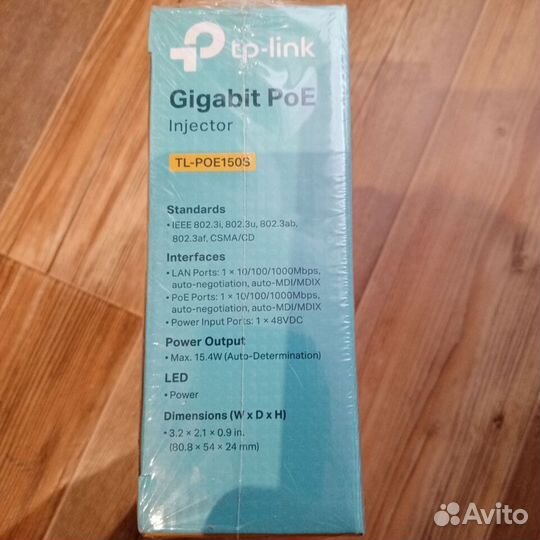 tp-link
Gigabit PoE
Injector
TL-POE150S
Standards
• IEEE 802.3i, 802.3u, 802.3ab,
802.3af, CSMA/CD
Interfaces
• LAN Ports: 1 × 10/100/1000Mbps,
auto-negotiation, auto-MDI/MDIX
• PoE Ports: 1 × 10/100/1000Mbps,
auto-negotiation, auto-MDI/MDIX
• Power Input Ports: 1 × 48VDC
Power Output
• Max. 15.4W (Auto-Determination)
LED
• Power
Dimensions (W x D x H)
• 3.2 × 2.1 × 0.9 in.
(80.8 × 54 × 24 mm)
Avito